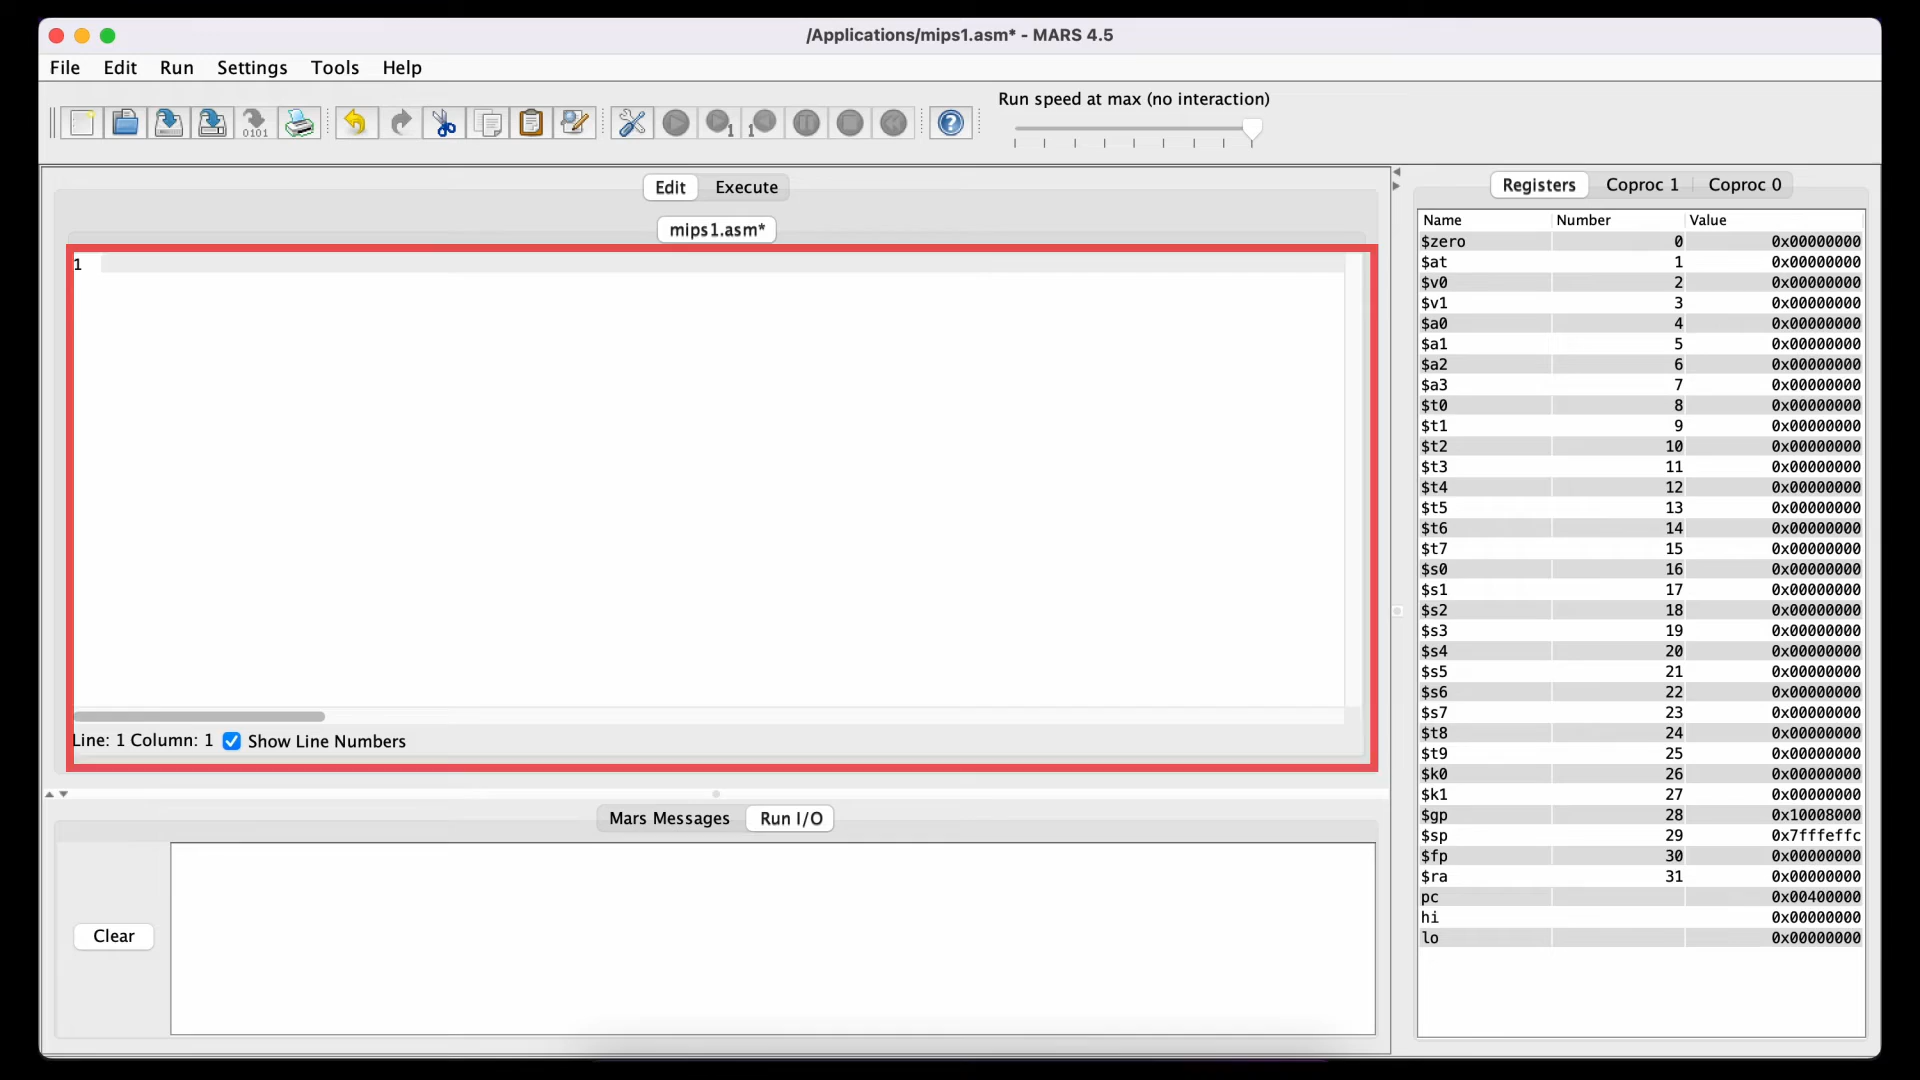 /Applications/mips1.asm* - MARS 4.5
File Edit Run Settings Tools Help
Run speed at max (no interaction)
0101
1
1
Edit Execute
mips1.asm*
1
Line: 1 Column: 1 Show Line Numbers
Mars Messages Run I/O
Clear
Registers Coproc 1 Coproc 0
Name Number Value
$zero 0 0x00000000
$at 1 0x00000000
$v0 2 0x00000000
$v1 3 0x00000000
$a0 4 0x00000000
$a1 5 0x00000000
$a2 6 0x00000000
$a3 7 0x00000000
$t0 8 0x00000000
$t1 9 0x00000000
$t2 10 0x00000000
$t3 11 0x00000000
$t4 12 0x00000000
$t5 13 0x00000000
$t6 14 0x00000000
$t7 15 0x00000000
$s0 16 0x00000000
$s1 17 0x00000000
$s2 18 0x00000000
$s3 19 0x00000000
$s4 20 0x00000000
$s5 21 0x00000000
$s6 22 0x00000000
$s7 23 0x00000000
$t8 24 0x00000000
$t9 25 0x00000000
$k0 26 0x00000000
$k1 27 0x00000000
$gp 28 0x10008000
$sp 29 0x7fffeffc
$fp 30 0x00000000
$ra 31 0x00000000
pc 0x00400000
hi 0x00000000
lo 0x00000000